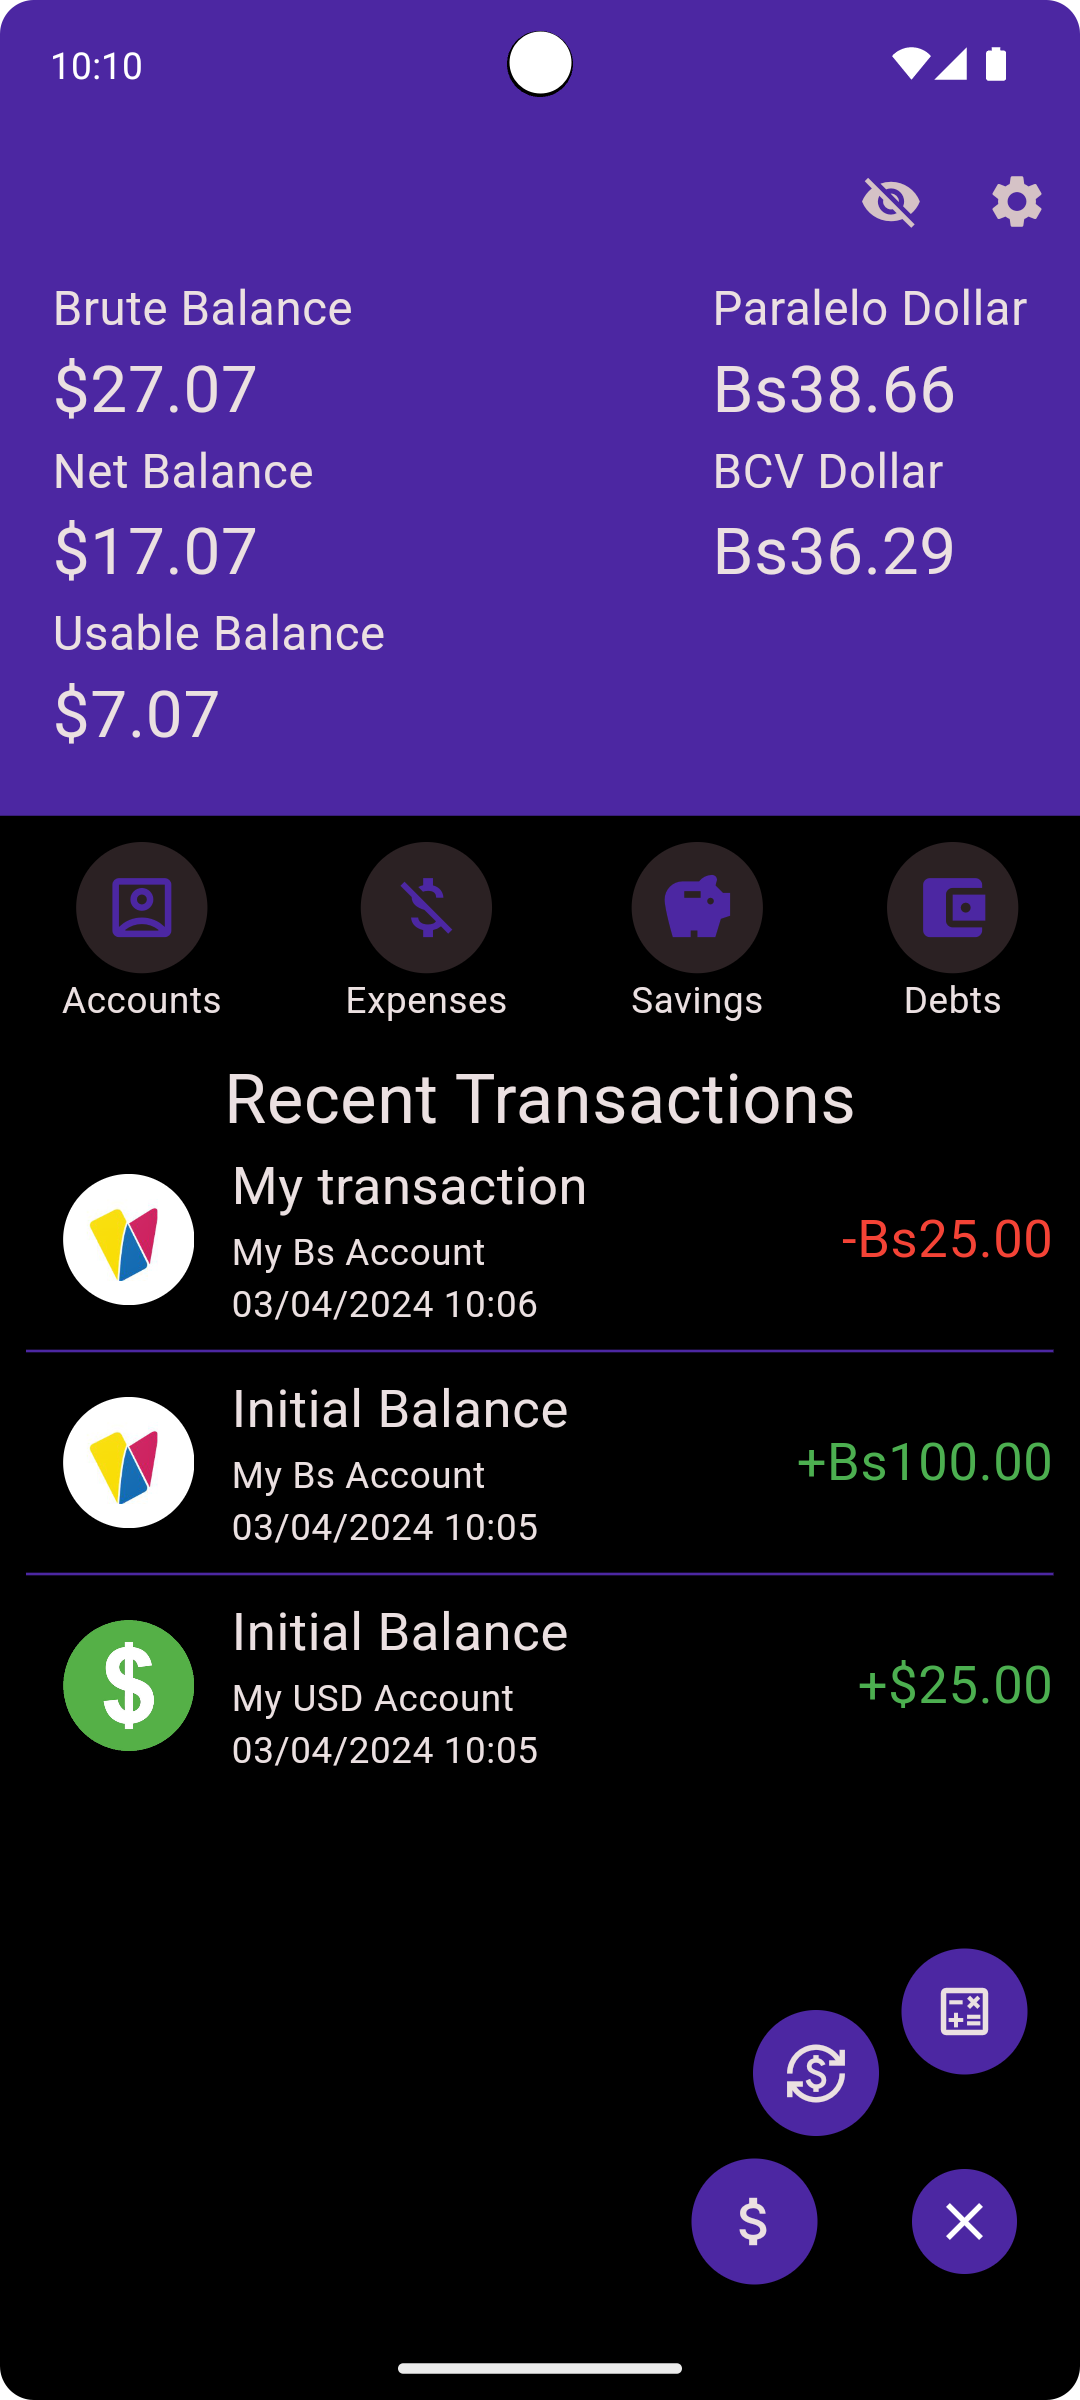 10:10
Brute Balance
$27.07
Net Balance
$17.07
Usable Balance
$7.07
Paralelo Dollar
Bs38.66
BCV Dollar
Bs36.29
Accounts
Expenses
Savings
Debts
Recent Transactions
My transaction
My Bs Account
03/04/2024 10:06
-Bs25.00
Initial Balance
My Bs Account
03/04/2024 10:05
+Bs100.00
Initial Balance
My USD Account
03/04/2024 10:05
+$25.00